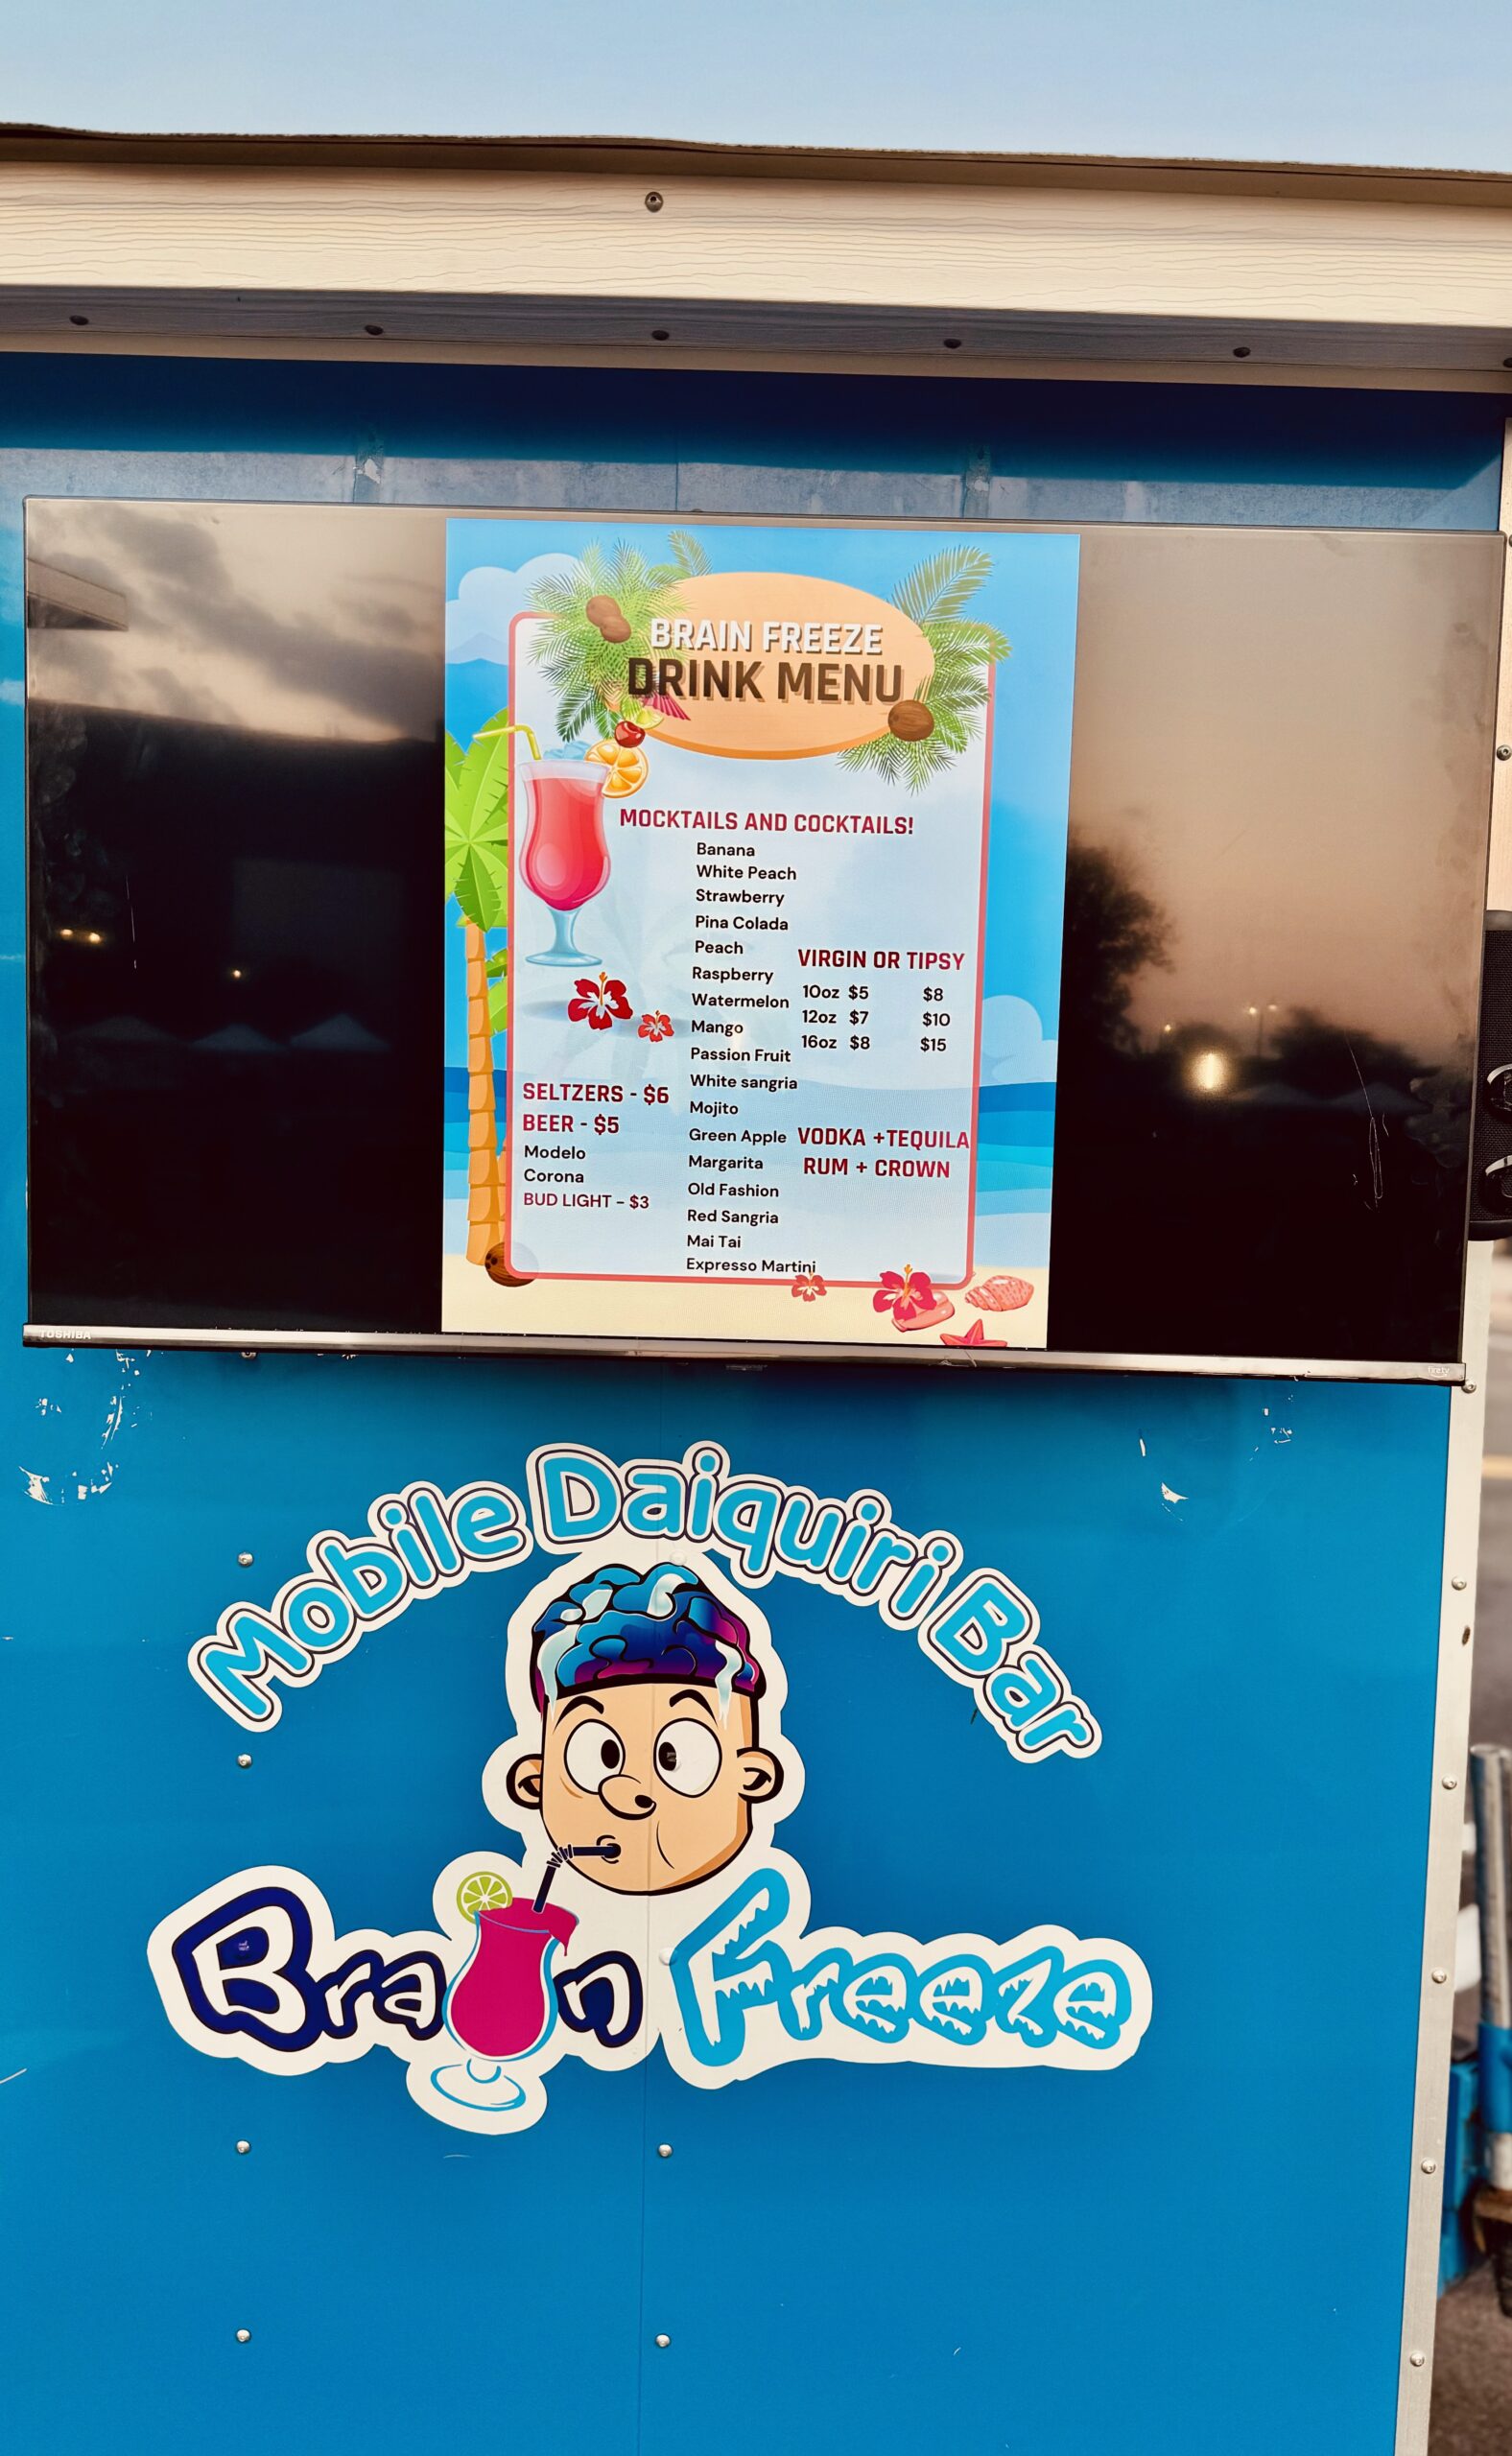 BRAIN FREEZE
DRINK MENU
MOCKTAILS AND COCKTAILS!
Banana
White Peach
Strawberry
Pina Colada
Peach
Raspberry
Watermelon
Mango
Passion Fruit
White sangria
Mojito
Green Apple
Margarita
Old Fashion
Red Sangria
Mai Tai
Expresso Martini
VIRGIN OR TIPSY
10oz $5 $8
12oz $7 $10
16oz $8 $15
VODKA +TEQUILA
RUM + CROWN
SELTZERS - $6
BEER - $5
Modelo
Corona
BUD LIGHT - $3
TOSHIBA
Mobile Daiquiri Bar
Brain Freeze